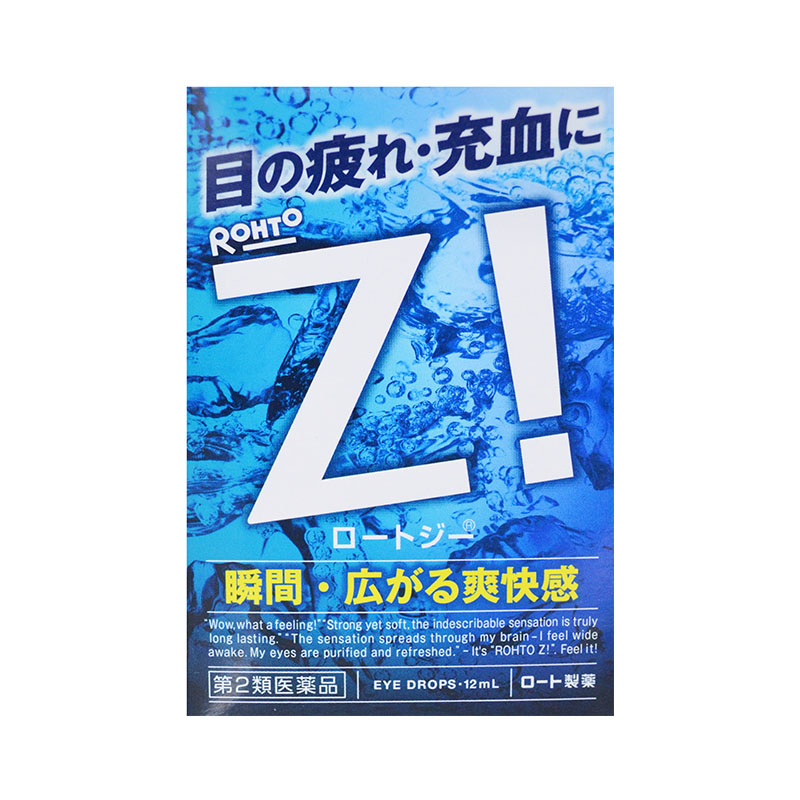 目の疲れ・充血に
ROHTO
Z!
ロートジー®
瞬間・広がる爽快感
"Wow, what a feeling!" "Strong yet soft, the indescribable sensation is truly
long lasting." "The sensation spreads through my brain – I feel wide
awake. My eyes are purified and refreshed." – It's "ROHTO Z!". Feel it!
第2類医薬品 EYE DROPS・12mL ロート製薬